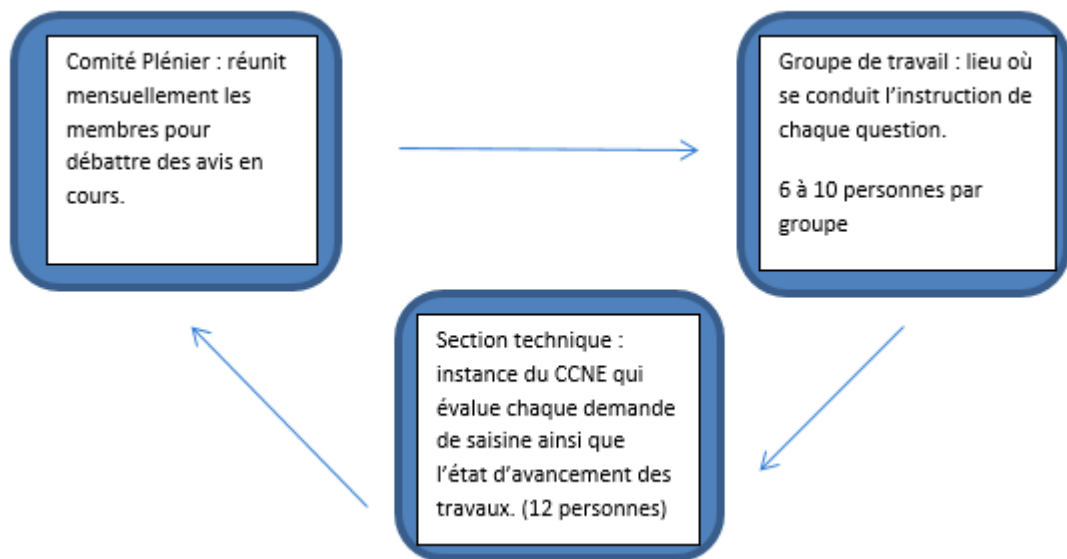 Comité Plénier : réunit
mensuellement les
membres pour
débattre des avis en
cours.
Groupe de travail : lieu où
se conduit l’instruction de
chaque question.
6 à 10 personnes par
groupe
Section technique :
instance du CCNE qui
évalue chaque demande
de saisine ainsi que
l’état d’avancement des
travaux. (12 personnes)